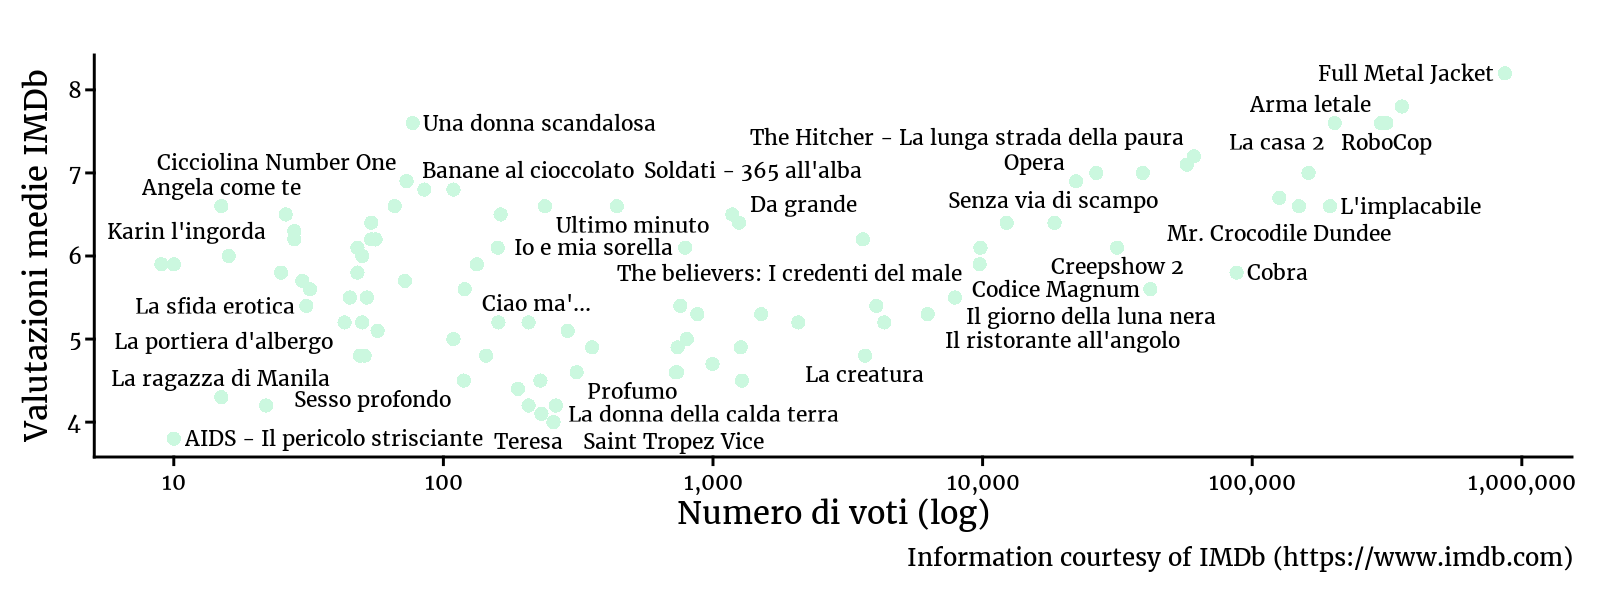 Full Metal Jacket
8
Arma letale
Una donna scandalosa
The Hitcher - La lunga strada della paura
La casa 2
RoboCop
Cicciolina Number One
Banane al cioccolato
Soldati - 365 all'alba
Opera
7
Angela come te
Da grande
Senza via di scampo
L'implacabile
Karin l'ingorda
Ultimo minuto
Mr. Crocodile Dundee
6
Io e mia sorella
The believers: I credenti del male
Creepshow 2
Cobra
La sfida erotica
Ciao ma'...
Codice Magnum
Il giorno della luna nera
5
La portiera d'albergo
Il ristorante all'angolo
La ragazza di Manila
La creatura
Sesso profondo
Profumo
4
La donna della calda terra
AIDS - Il pericolo strisciante
Teresa
Saint Tropez Vice
Valutazioni medie IMDb
10
100
1,000
10,000
100,000
1,000,000
Numero di voti (log)
Information courtesy of IMDb (https://www.imdb.com)